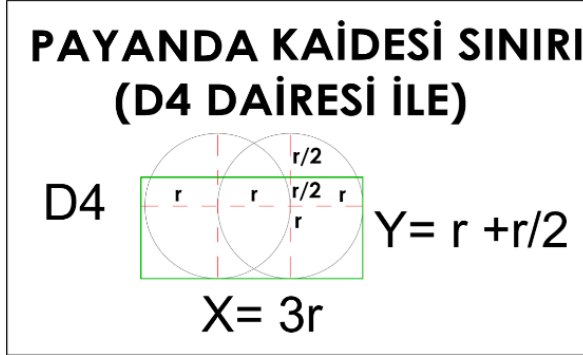 PAYANDA KAİDESİ SINIRI
(D4 DAİRESİ İLE)
r/2
r r r/2 r
D4
r
Y= r +r/2
X= 3r